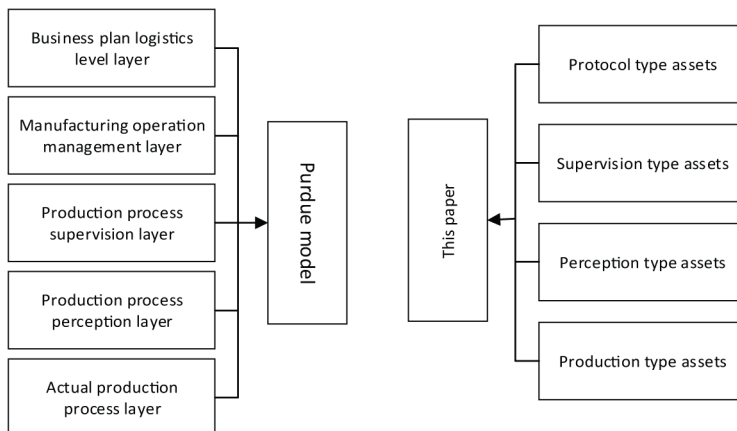 Business plan logistics
level layer
Manufacturing operation
management layer
Production process
supervision layer
Production process
perception layer
Actual production
process layer
Purdue model
This paper
Protocol type assets
Supervision type assets
Perception type assets
Production type assets